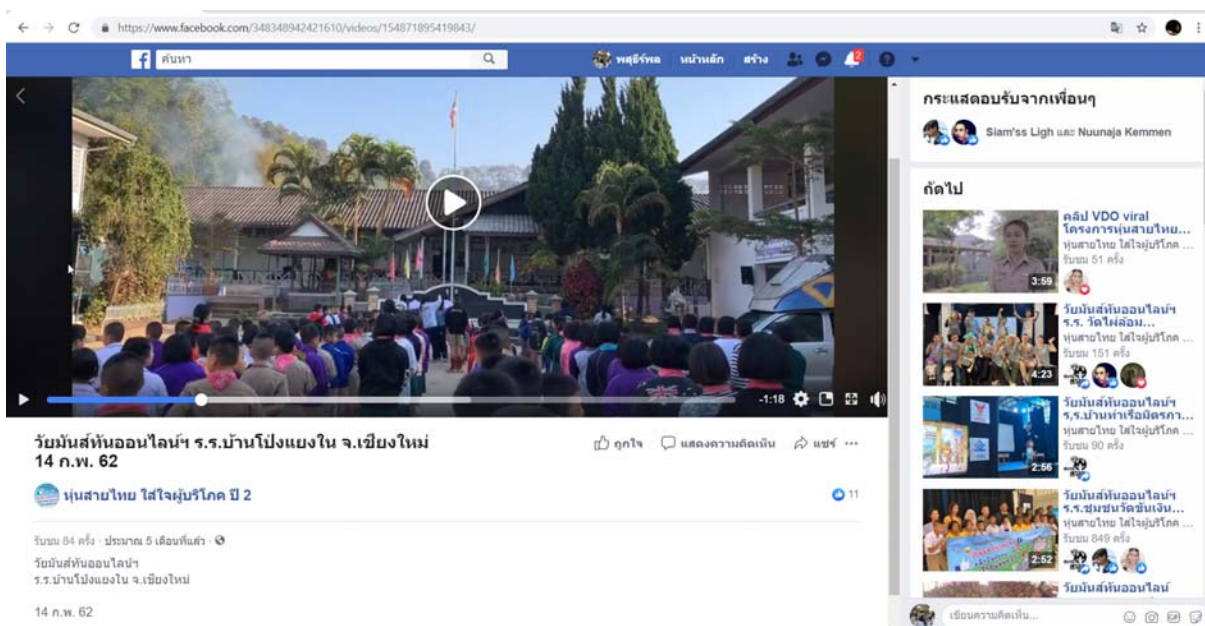 https://www.facebook.com/348348942421610/videos/154871895419843/
ค้นหา
พสุธีร์พล
หน้าหลัก
สร้าง
2
-1:18
วัยมันส์ทันออนไลน์ฯ ร.ร.บ้านโป่งแยงใน จ.เชียงใหม่
14 ก.พ. 62
ถูกใจ
แสดงความคิดเห็น
แชร์
หุ่นสายไทย ใส่ใจผู้บริโภค ปี 2
11
รับชม 84 ครั้ง · ประมาณ 5 เดือนที่แล้ว ·
วัยมันส์ทันออนไลน์ฯ
ร.ร.บ้านโป่งแยงใน จ.เชียงใหม่
14 ก.พ. 62
กระแสตอบรับจากเพื่อนๆ
Siam'ss Ligh และ Nuunaja Kemmen
ถัดไป
คลิป VDO viral
โครงการหุ่นสายไทย...
หุ่นสายไทย ใส่ใจผู้บริโภค ...
รับชม 51 ครั้ง
3:59
วัยมันส์ทันออนไลน์ฯ
ร.ร. วัดไผ่ล้อม...
หุ่นสายไทย ใส่ใจผู้บริโภค ...
รับชม 151 ครั้ง
4:23
วัยมันส์ทันออนไลน์ฯ
ร,ร.บ้านท่าเรือมิตรภา...
หุ่นสายไทย ใส่ใจผู้บริโภค ...
รับชม 90 ครั้ง
2:56
วัยมันส์ทันออนไลน์ฯ
ร.ร.ชุมชนวัดขันเงิน...
หุ่นสายไทย ใส่ใจผู้บริโภค ...
รับชม 849 ครั้ง
2:52
วัยมันส์ทันออนไลน์
เขียนความคิดเห็น...
GIF